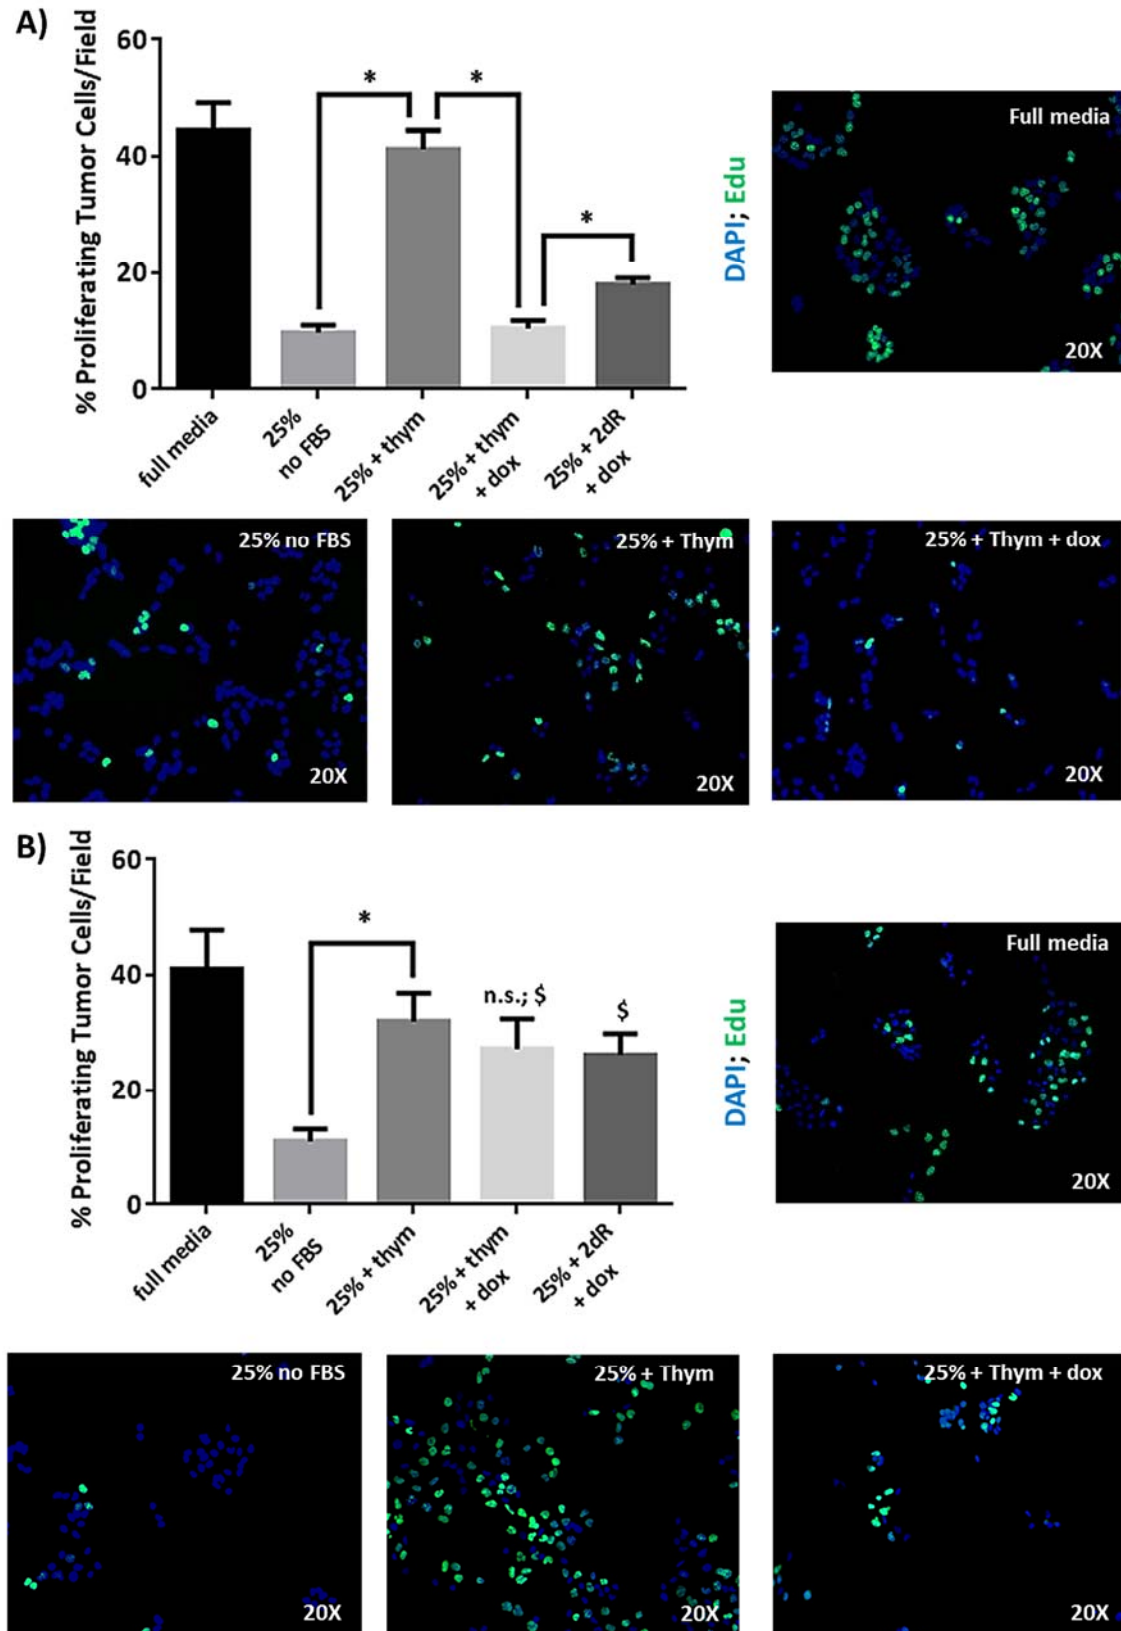 A)
% Proliferating Tumor Cells/Field
60
40
20
0
*
*
*
full media
25%
no FBS
25% + thym
25% + thym
+ dox
25% + 2dR
+ dox
DAPI; Edu
Full media
20X
25% no FBS
20X
25% + Thym
20X
25% + Thym + dox
20X
B)
% Proliferating Tumor Cells/Field
60
40
20
0
*
n.s.; $
$
full media
25%
no FBS
25% + thym
25% + thym
+ dox
25% + 2dR
+ dox
DAPI; Edu
Full media
20X
25% no FBS
20X
25% + Thym
20X
25% + Thym + dox
20X